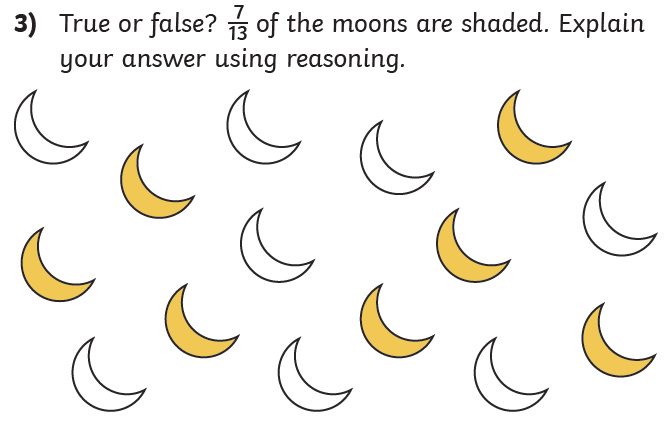 3) True or false? 7/13 of the moons are shaded. Explain
your answer using reasoning.